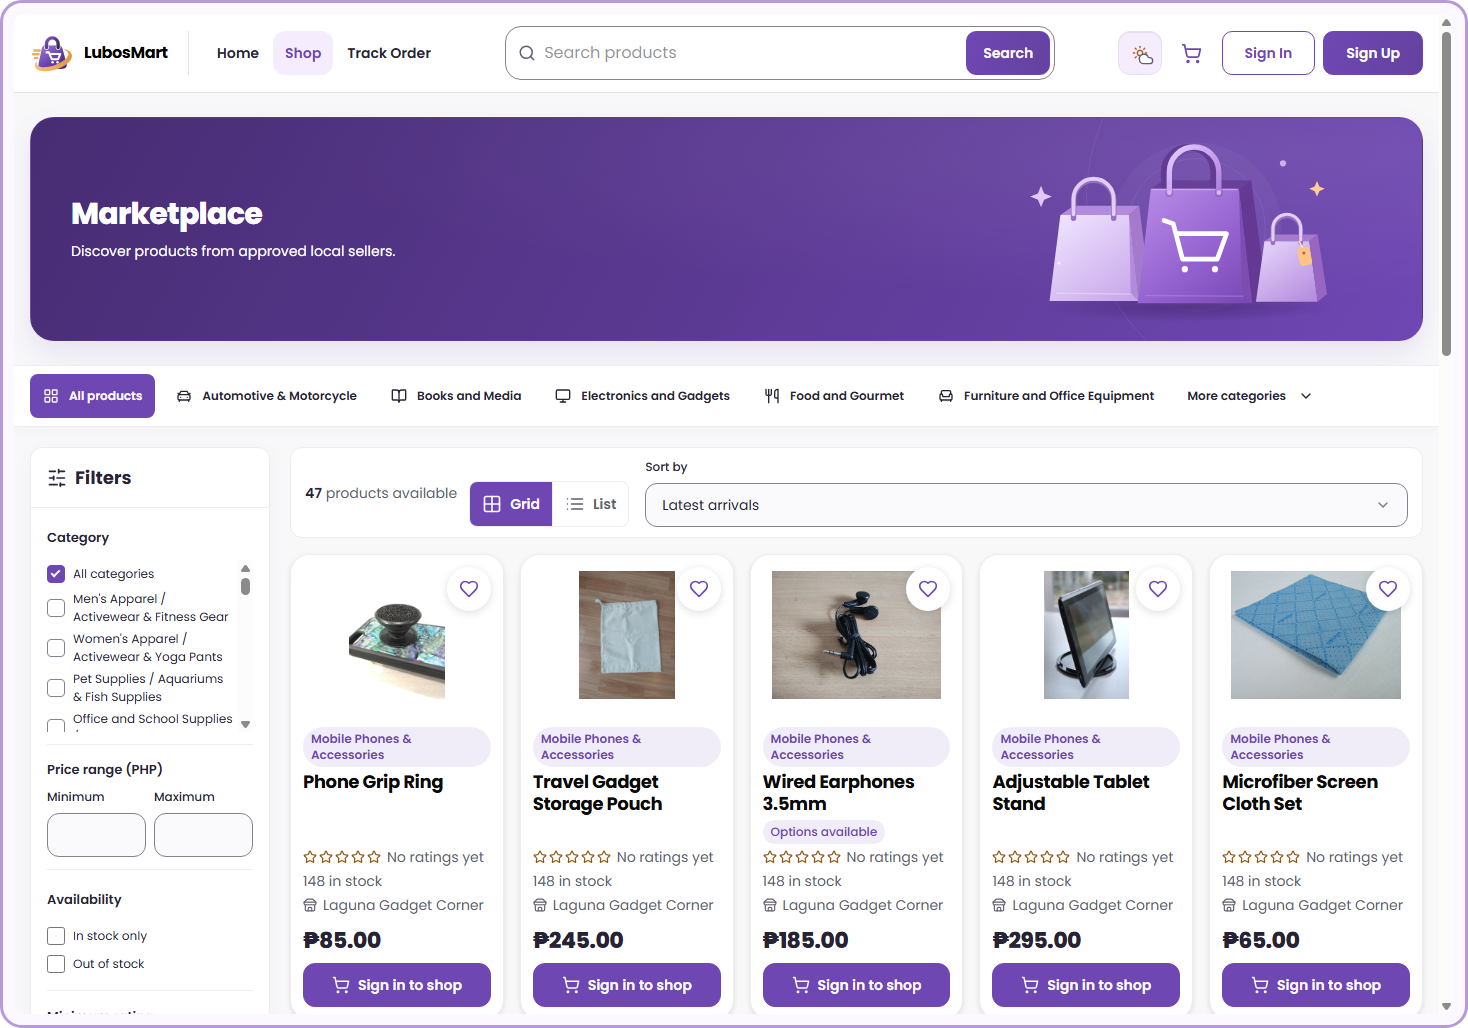 LubosMart
Home
Shop
Track Order
Search products
Search
Sign In
Sign Up
Marketplace
Discover products from approved local sellers.
All products
Automotive & Motorcycle
Books and Media
Electronics and Gadgets
Food and Gourmet
Furniture and Office Equipment
More categories
Filters
Category
All categories
Men's Apparel /
Activewear & Fitness Gear
Women's Apparel /
Activewear & Yoga Pants
Pet Supplies / Aquariums
& Fish Supplies
Office and School Supplies
Price range (PHP)
Minimum
Maximum
Availability
In stock only
Out of stock
47 products available
Grid
List
Sort by
Latest arrivals
Mobile Phones &
Accessories
Phone Grip Ring
No ratings yet
148 in stock
Laguna Gadget Corner
₱85.00
Sign in to shop
Mobile Phones &
Accessories
Travel Gadget
Storage Pouch
No ratings yet
148 in stock
Laguna Gadget Corner
₱245.00
Sign in to shop
Mobile Phones &
Accessories
Wired Earphones
3.5mm
Options available
No ratings yet
148 in stock
Laguna Gadget Corner
₱185.00
Sign in to shop
Mobile Phones &
Accessories
Adjustable Tablet
Stand
No ratings yet
148 in stock
Laguna Gadget Corner
₱295.00
Sign in to shop
Mobile Phones &
Accessories
Microfiber Screen
Cloth Set
No ratings yet
148 in stock
Laguna Gadget Corner
₱65.00
Sign in to shop